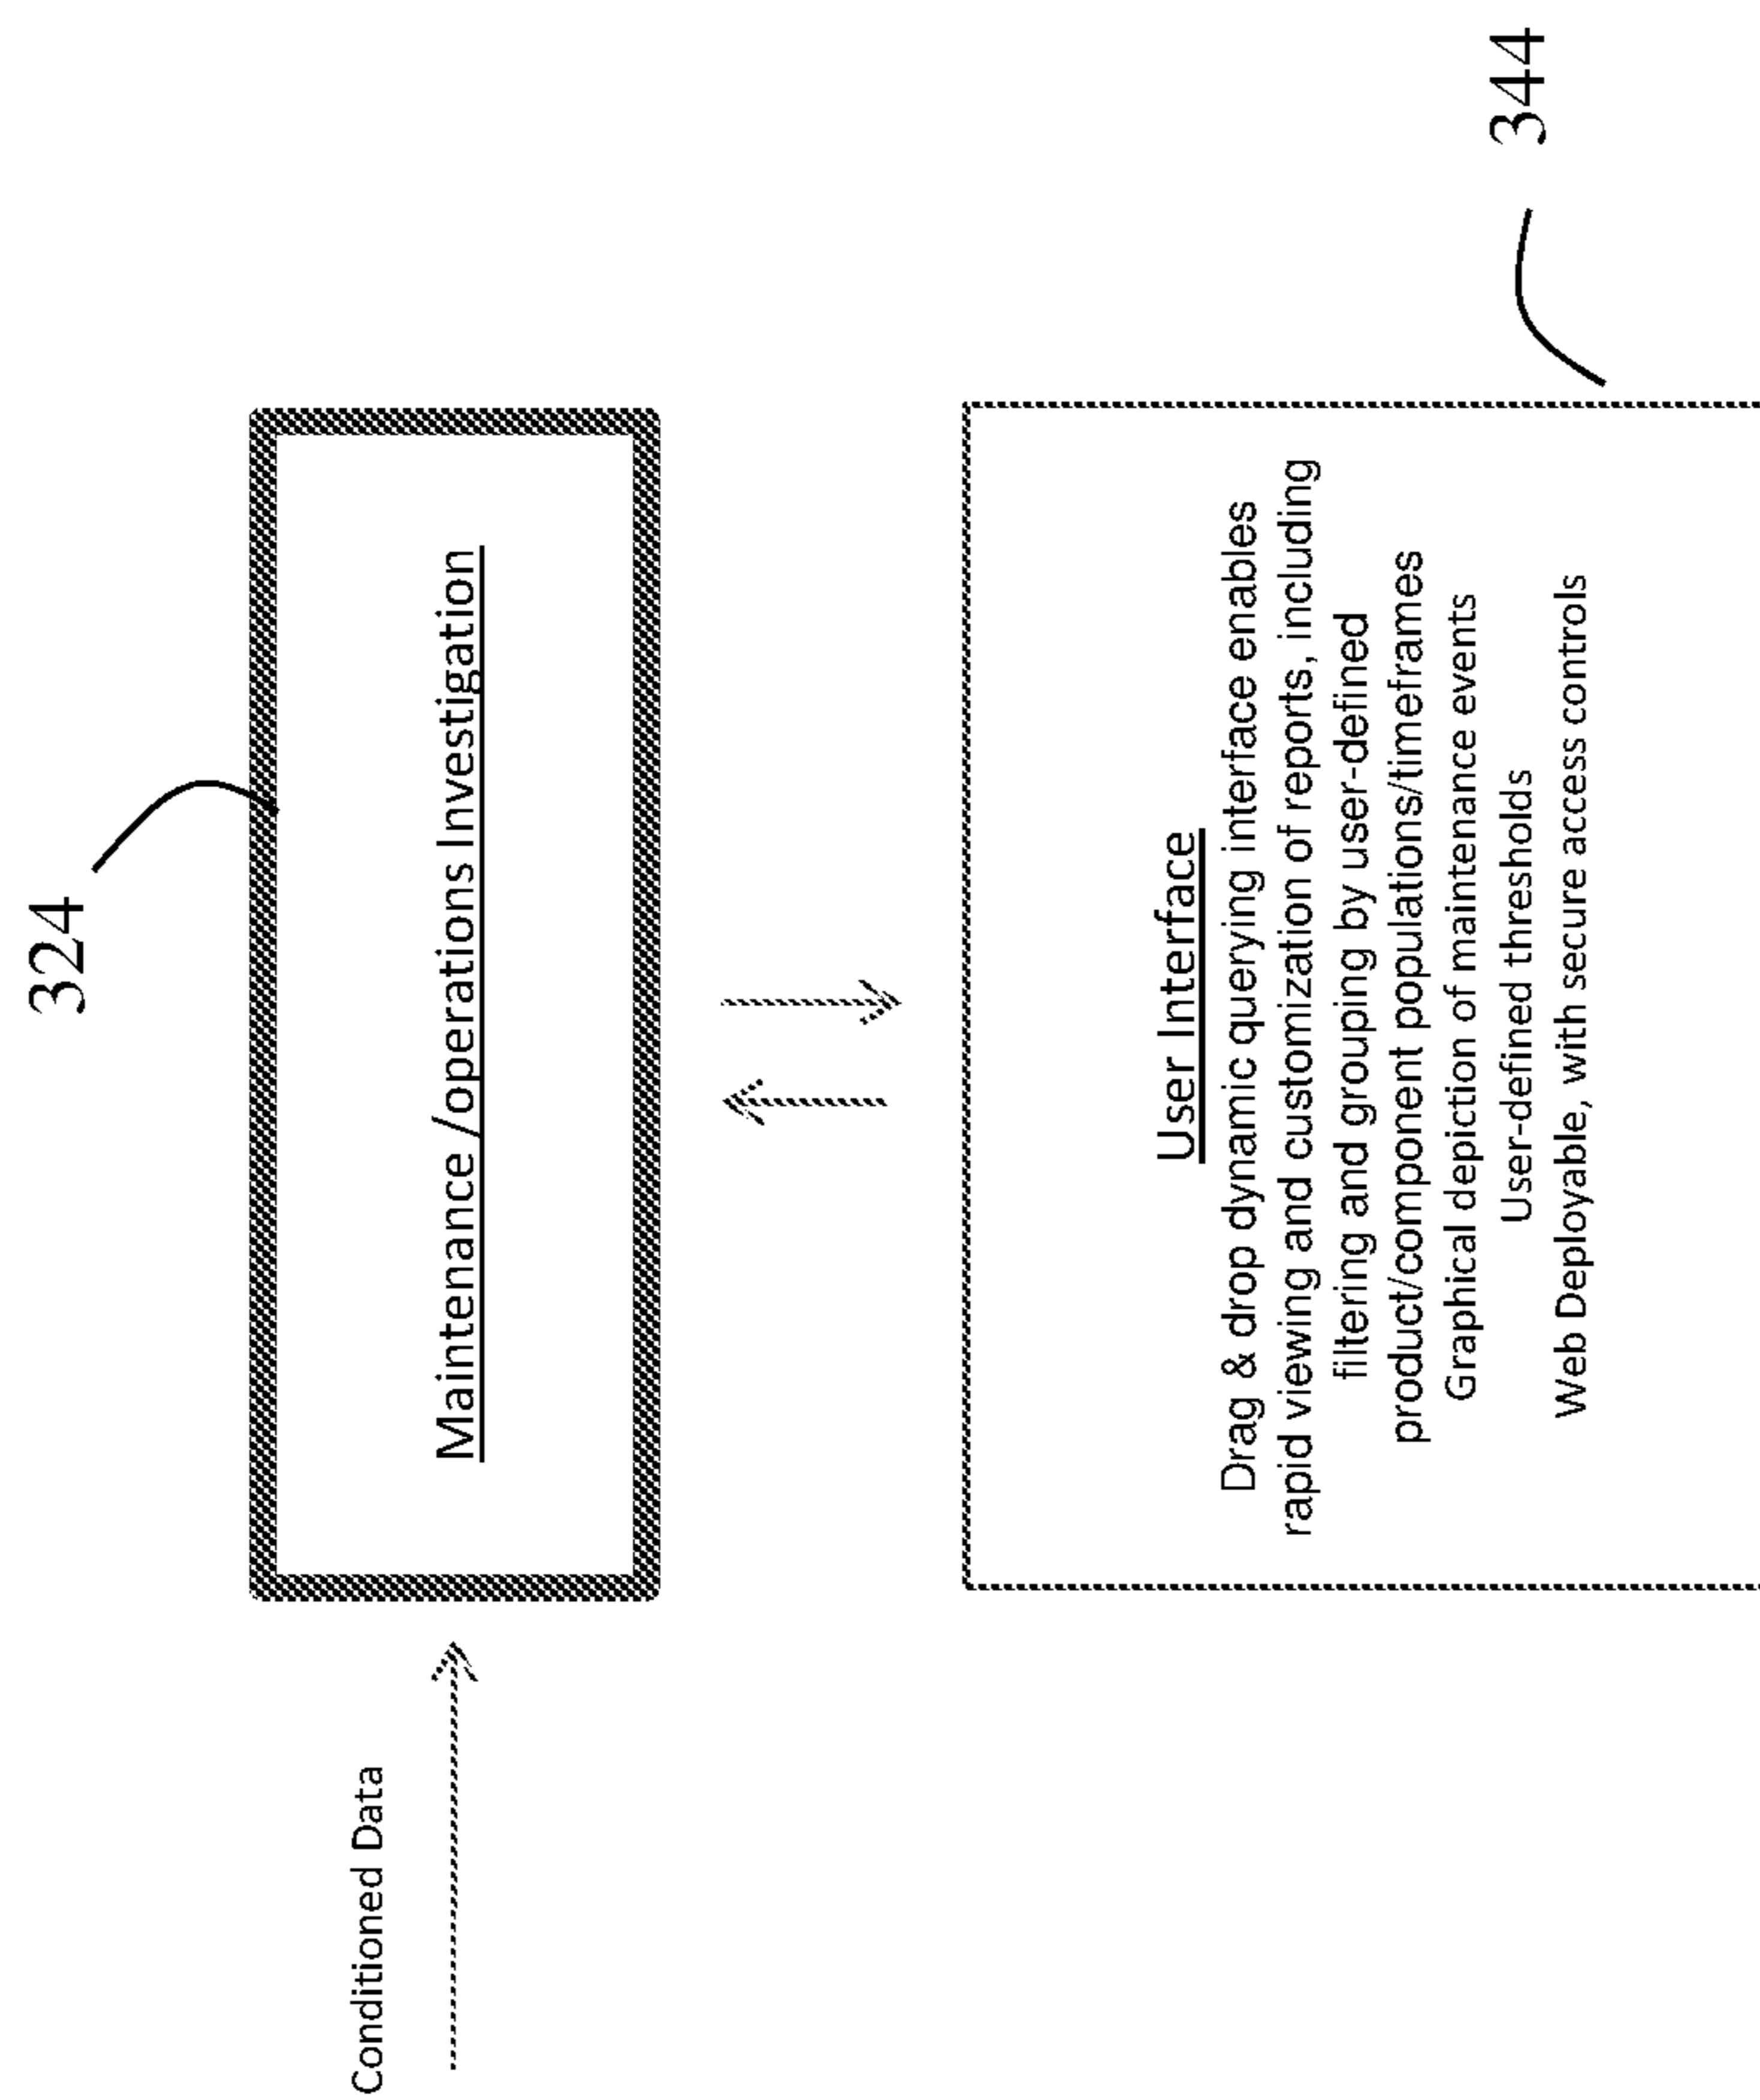 324
Conditioned Data
Maintenance /operations Investigation
User Interface
Drag & drop dynamic querying interface enables
rapid viewing and customization of reports, including
filtering and grouping by user-defined
product/component populations/timeframes
Graphical depiction of maintenance events
User-defined thresholds
Web Deployable, with secure access controls
344